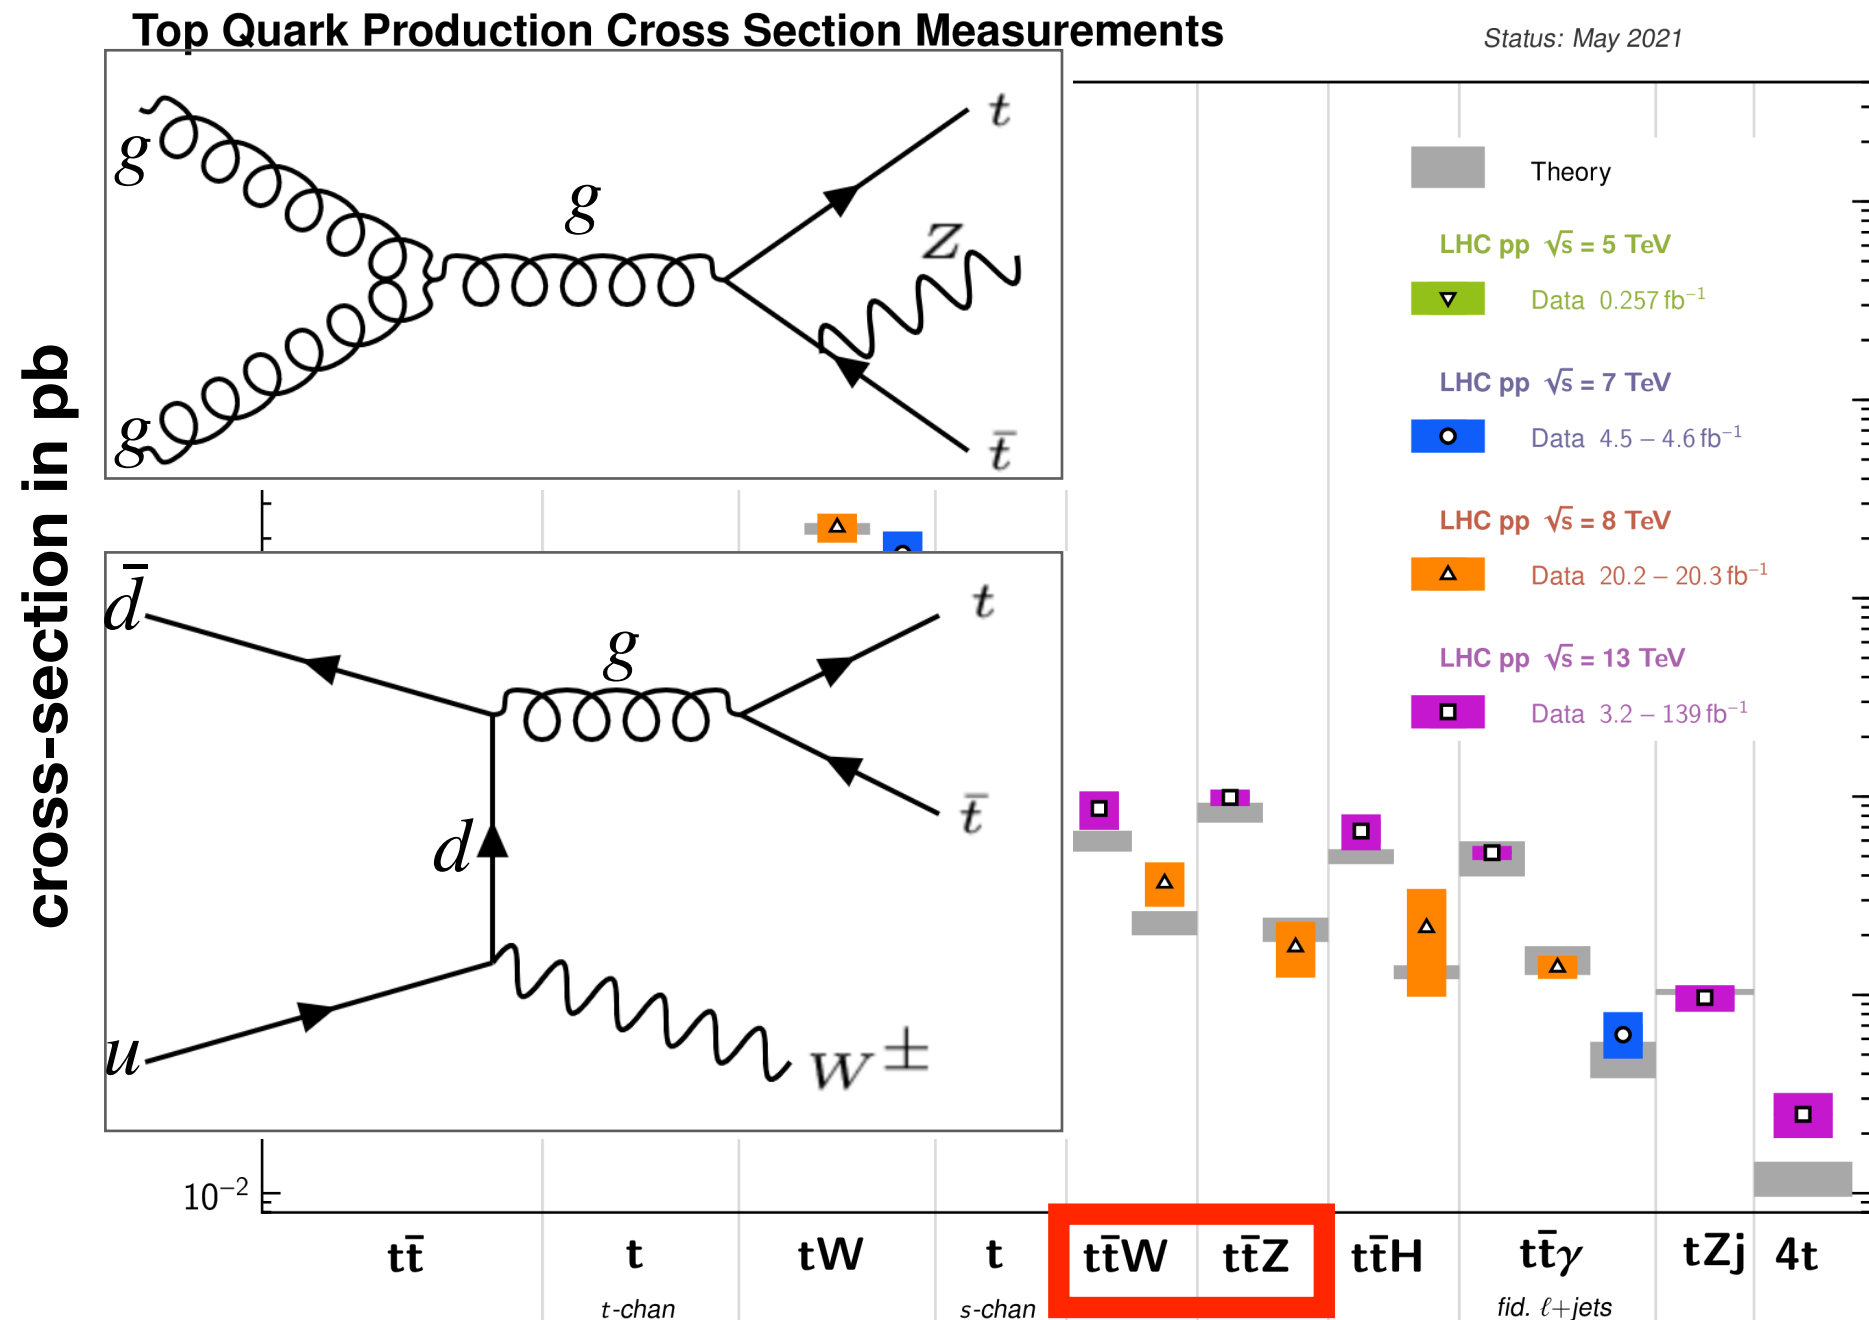 Top Quark Production Cross Section Measurements
Status: May 2021
cross-section in pb
g
g
g
t
Z
t̄
Theory
LHC pp √s = 5 TeV
Data 0.257 fb⁻¹
LHC pp √s = 7 TeV
Data 4.5 − 4.6 fb⁻¹
LHC pp √s = 8 TeV
Data 20.2 − 20.3 fb⁻¹
LHC pp √s = 13 TeV
Data 3.2 − 139 fb⁻¹
d̄
g
t
t̄
d
u
W±
10⁻²
tt̄ t tW t tt̄W tt̄Z tt̄H tt̄γ tZj 4t
t-chan s-chan fid. ℓ+jets